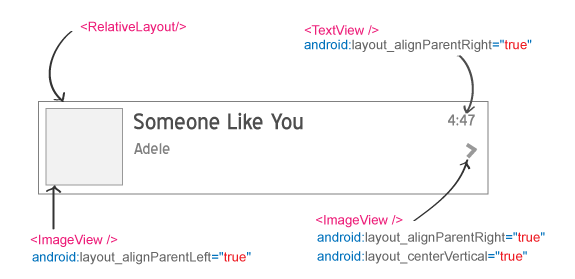 <RelativeLayout/>
<TextView />
android:layout_alignParentRight="true"
Someone Like You
4:47
Adele
<ImageView />
android:layout_alignParentLeft="true"
<ImageView />
android:layout_alignParentRight="true"
android:layout_centerVertical="true"